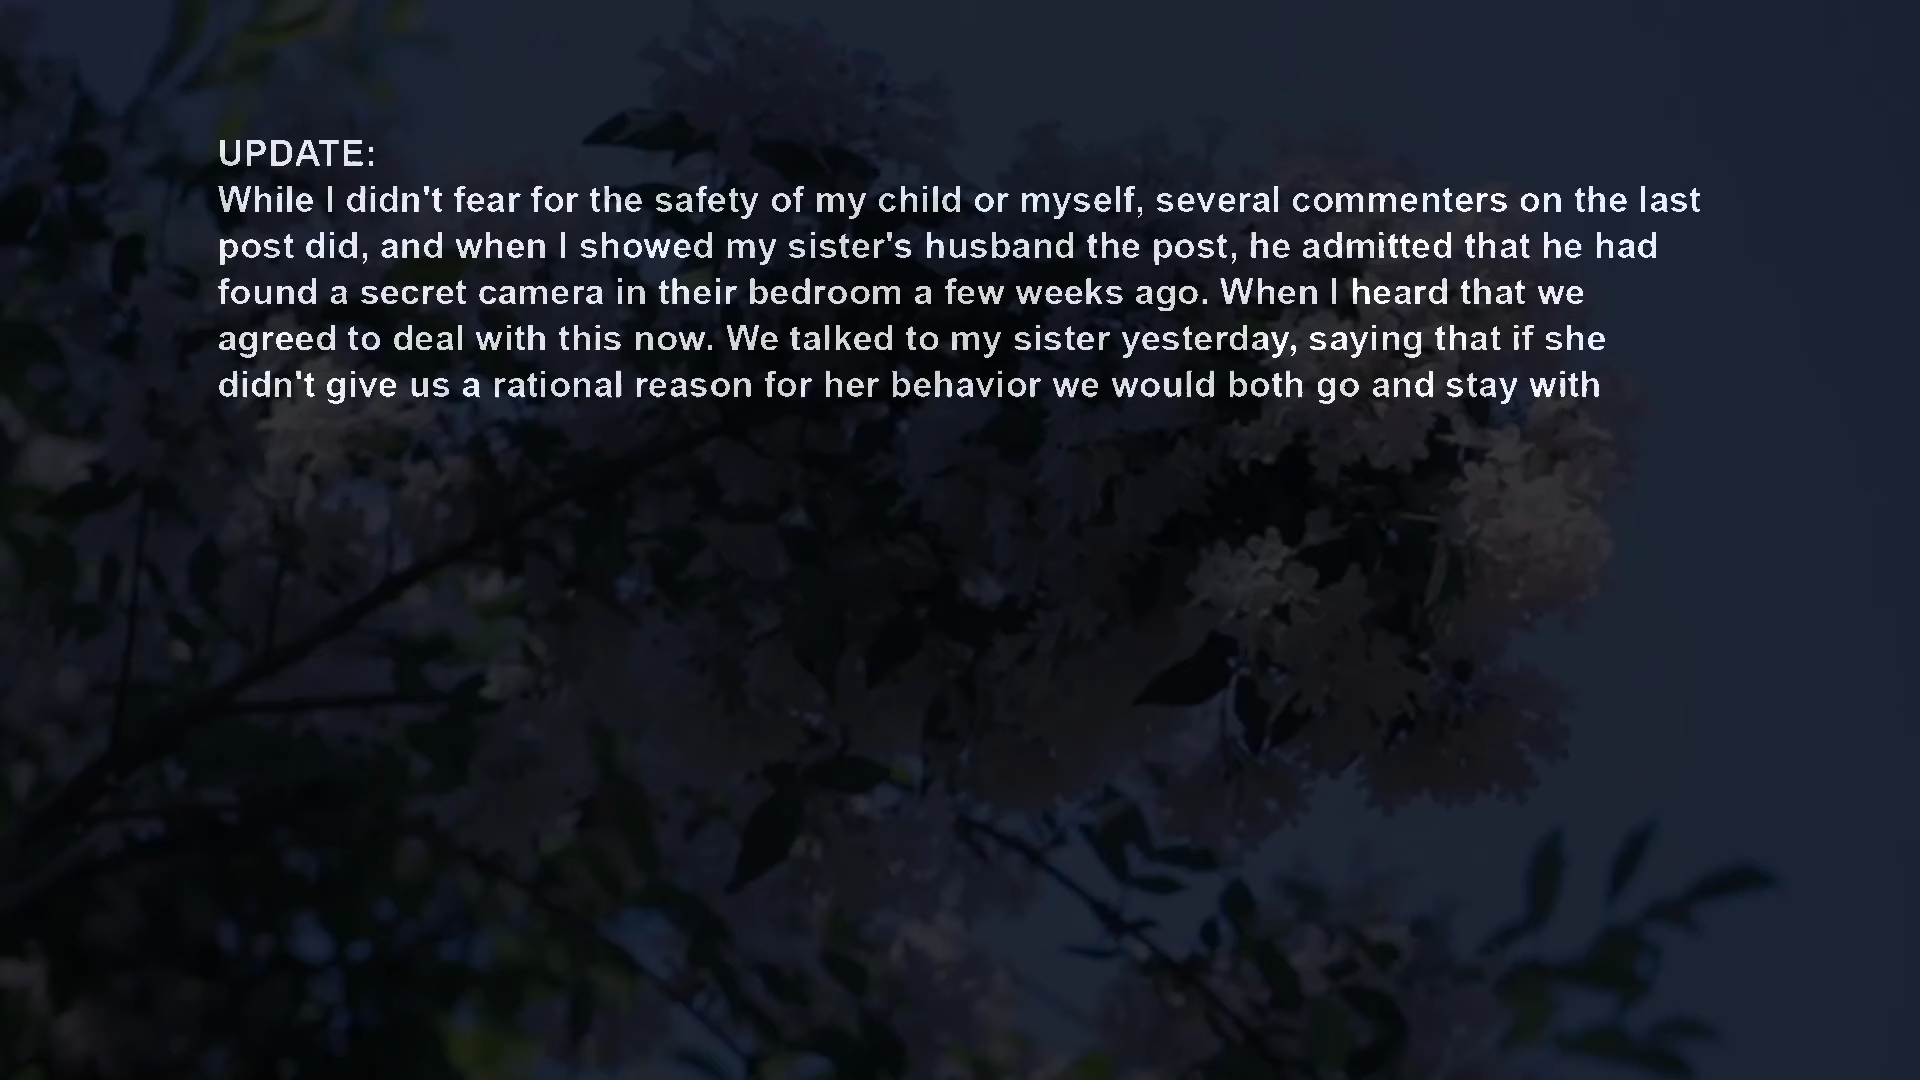 UPDATE:
While I didn't fear for the safety of my child or myself, several commenters on the last
post did, and when I showed my sister's husband the post, he admitted that he had
found a secret camera in their bedroom a few weeks ago. When I heard that we
agreed to deal with this now. We talked to my sister yesterday, saying that if she
didn't give us a rational reason for her behavior we would both go and stay with